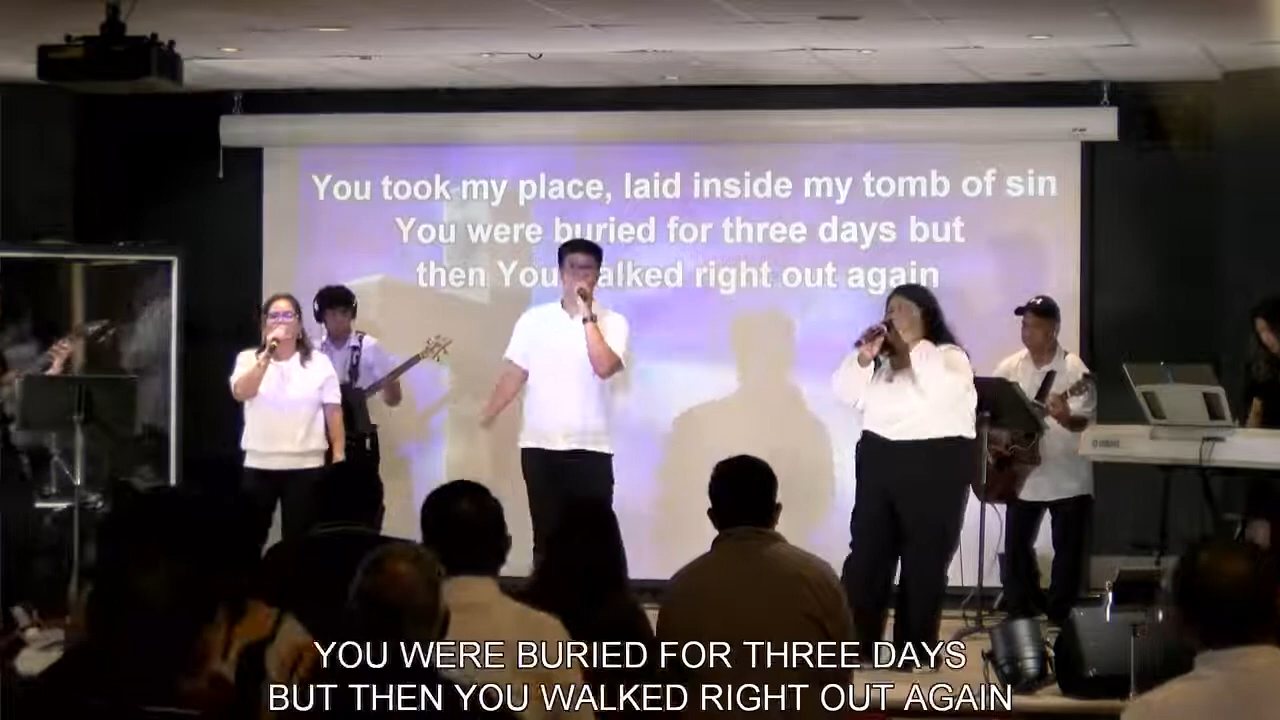 You took my place, laid inside my tomb of sin
You were buried for three days but
then You walked right out again
YAMAHA
YOU WERE BURIED FOR THREE DAYS
BUT THEN YOU WALKED RIGHT OUT AGAIN